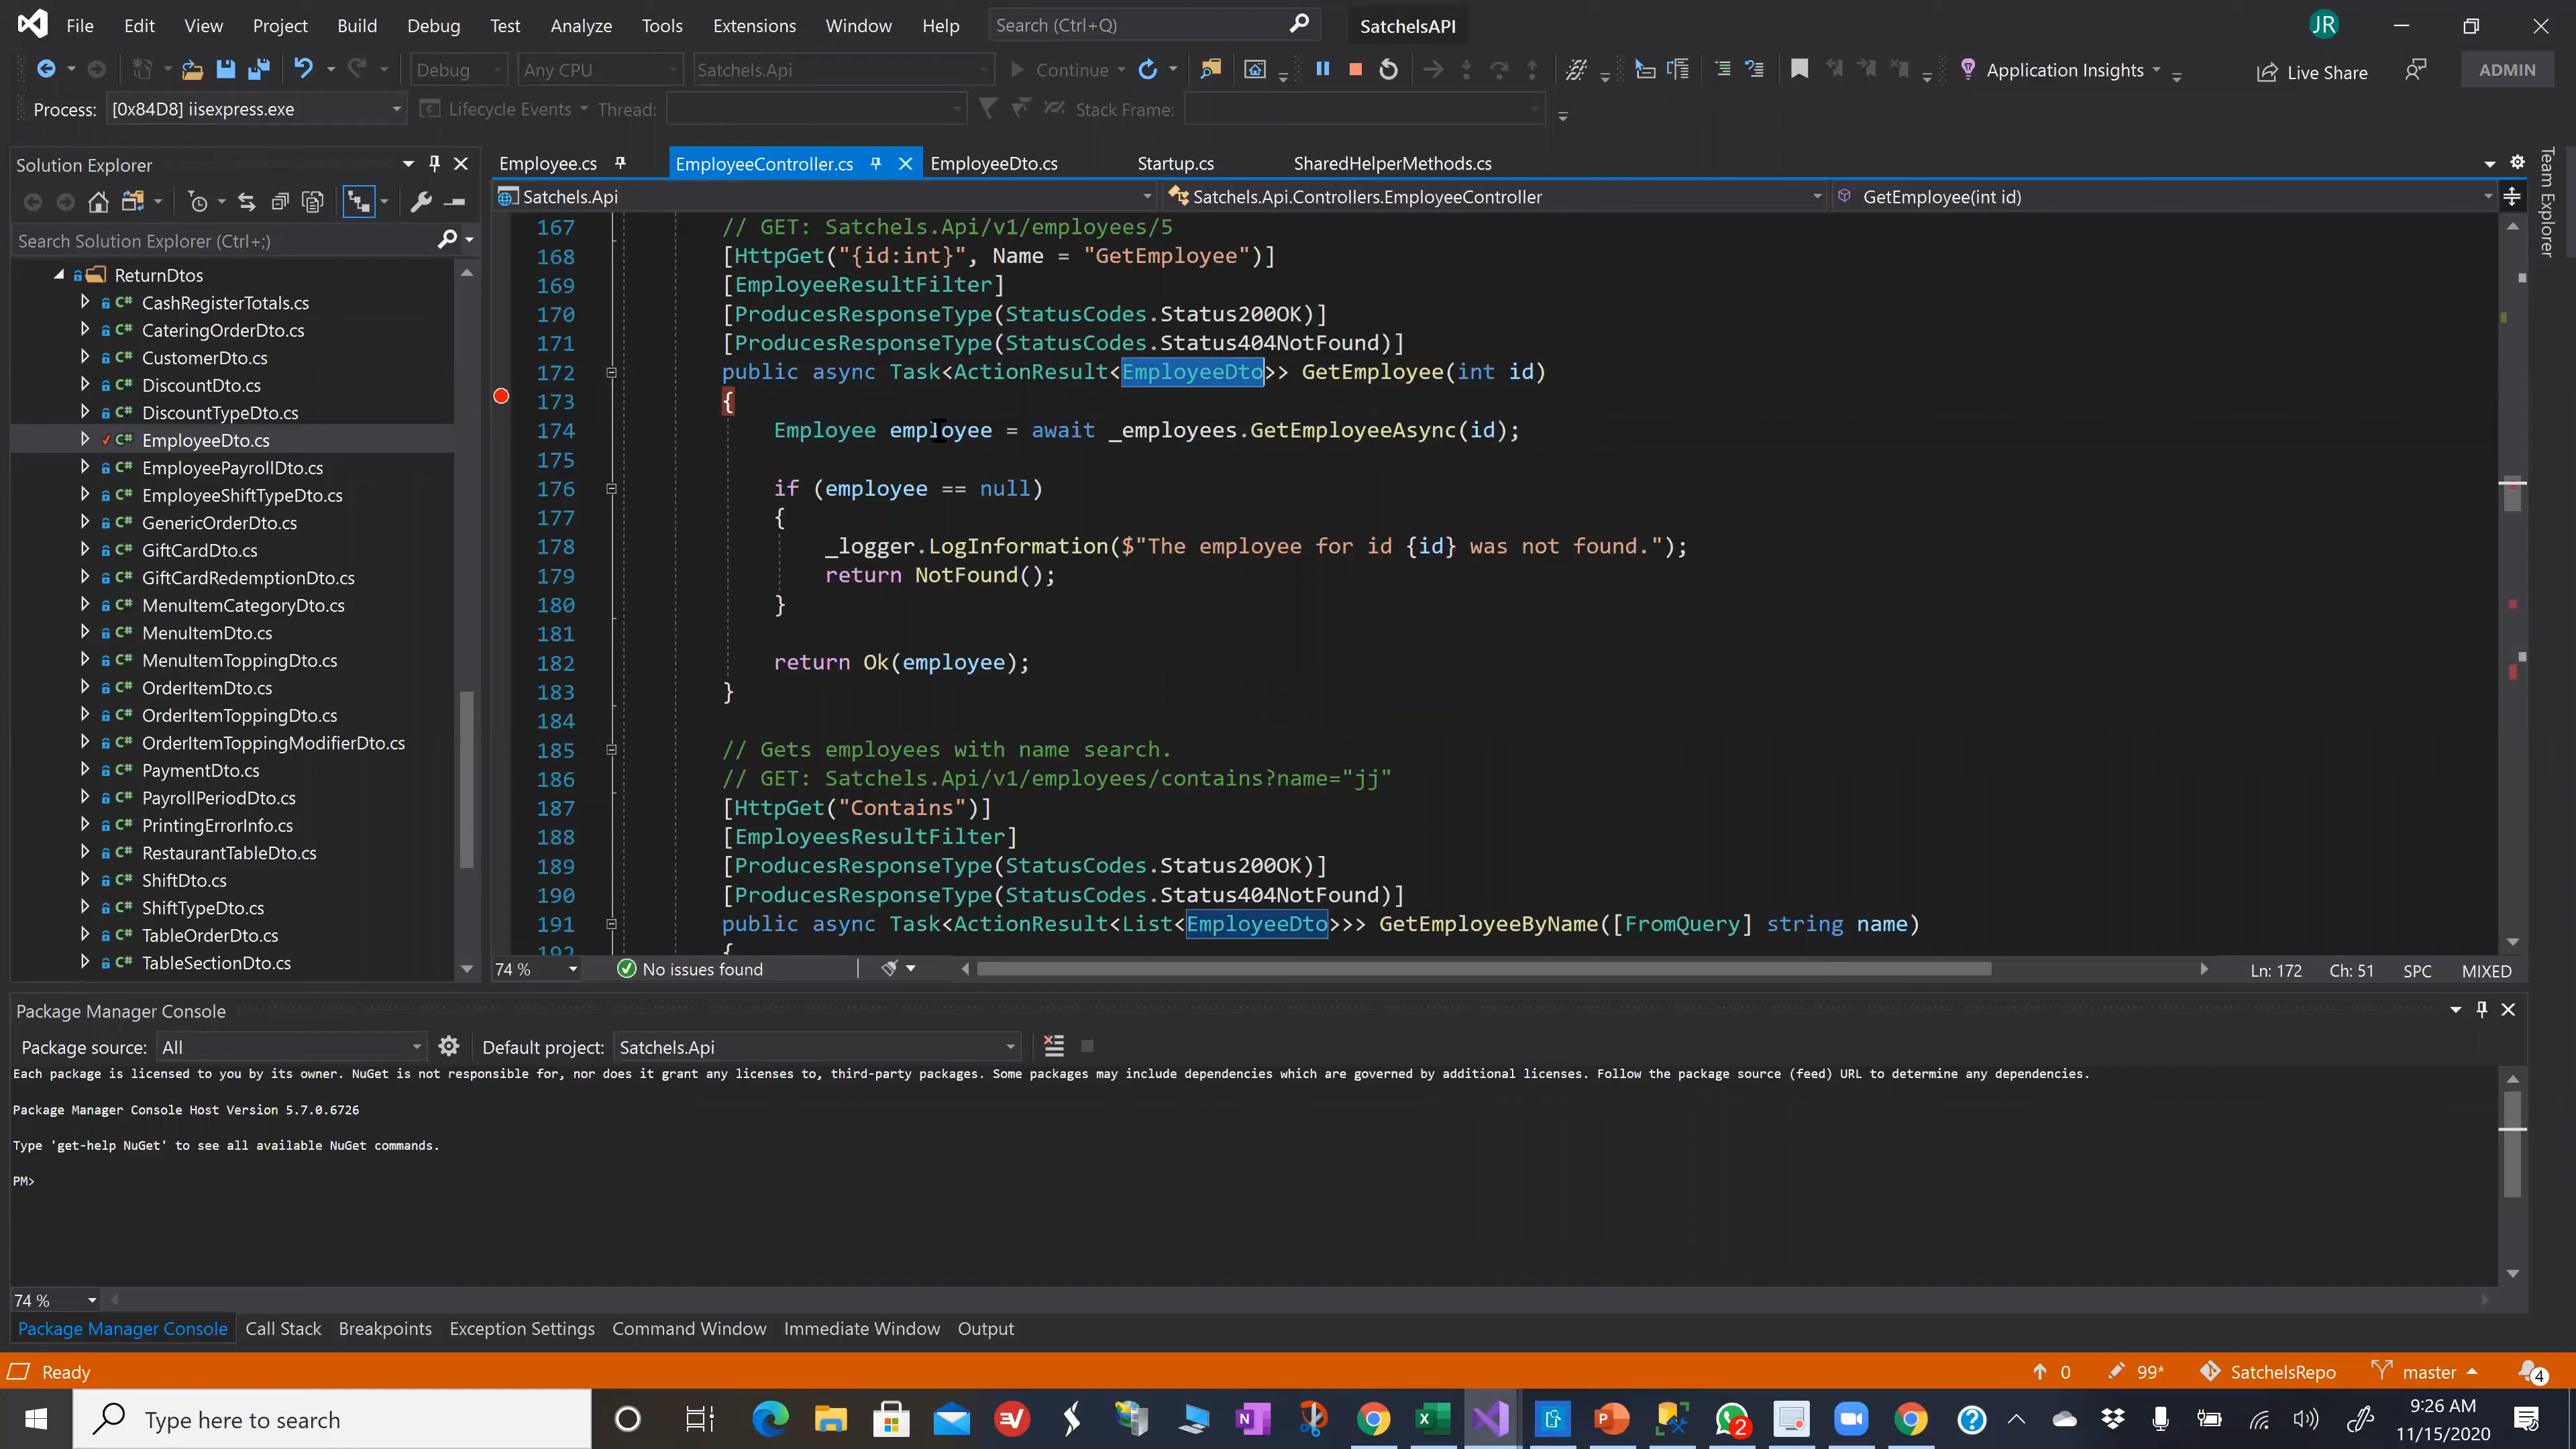 File Edit View Project Build Debug Test Analyze Tools Extensions Window Help Search (Ctrl+Q) SatchelsAPI JR
Debug Any CPU Satchels.Api Continue Application Insights Live Share ADMIN
Process: [0x84D8] iisexpress.exe Lifecycle Events Thread: Stack Frame:
Solution Explorer
Employee.cs EmployeeController.cs EmployeeDto.cs Startup.cs SharedHelperMethods.cs
Satchels.Api Satchels.Api.Controllers.EmployeeController GetEmployee(int id)
Team Explorer
Search Solution Explorer (Ctrl+;)
ReturnDtos
C# CashRegisterTotals.cs
C# CateringOrderDto.cs
C# CustomerDto.cs
C# DiscountDto.cs
C# DiscountTypeDto.cs
C# EmployeeDto.cs
C# EmployeePayrollDto.cs
C# EmployeeShiftTypeDto.cs
C# GenericOrderDto.cs
C# GiftCardDto.cs
C# GiftCardRedemptionDto.cs
C# MenuItemCategoryDto.cs
C# MenuItemDto.cs
C# MenuItemToppingDto.cs
C# OrderItemDto.cs
C# OrderItemToppingDto.cs
C# OrderItemToppingModifierDto.cs
C# PaymentDto.cs
C# PayrollPeriodDto.cs
C# PrintingErrorInfo.cs
C# RestaurantTableDto.cs
C# ShiftDto.cs
C# ShiftTypeDto.cs
C# TableOrderDto.cs
C# TableSectionDto.cs
167 // GET: Satchels.Api/v1/employees/5
168 [HttpGet("{id:int}", Name = "GetEmployee")]
169 [EmployeeResultFilter]
170 [ProducesResponseType(StatusCodes.Status200OK)]
171 [ProducesResponseType(StatusCodes.Status404NotFound)]
172 public async Task<ActionResult<EmployeeDto>> GetEmployee(int id)
173 {
174 Employee employee = await _employees.GetEmployeeAsync(id);
175
176 if (employee == null)
177 {
178 _logger.LogInformation($"The employee for id {id} was not found.");
179 return NotFound();
180 }
181
182 return Ok(employee);
183 }
184
185 // Gets employees with name search.
186 // GET: Satchels.Api/v1/employees/contains?name="jj"
187 [HttpGet("Contains")]
188 [EmployeesResultFilter]
189 [ProducesResponseType(StatusCodes.Status200OK)]
190 [ProducesResponseType(StatusCodes.Status404NotFound)]
191 public async Task<ActionResult<List<EmployeeDto>>> GetEmployeeByName([FromQuery] string name)
192 {
74 % No issues found Ln: 172 Ch: 51 SPC MIXED
Package Manager Console
Package source: All Default project: Satchels.Api
Each package is licensed to you by its owner. NuGet is not responsible for, nor does it grant any licenses to, third-party packages. Some packages may include dependencies which are governed by additional licenses. Follow the package source (feed) URL to determine any dependencies.
Package Manager Console Host Version 5.7.0.6726
Type 'get-help NuGet' to see all available NuGet commands.
PM>
74 %
Package Manager Console Call Stack Breakpoints Exception Settings Command Window Immediate Window Output
Ready 0 99* SatchelsRepo master 4
Type here to search 2 9:26 AM
11/15/2020